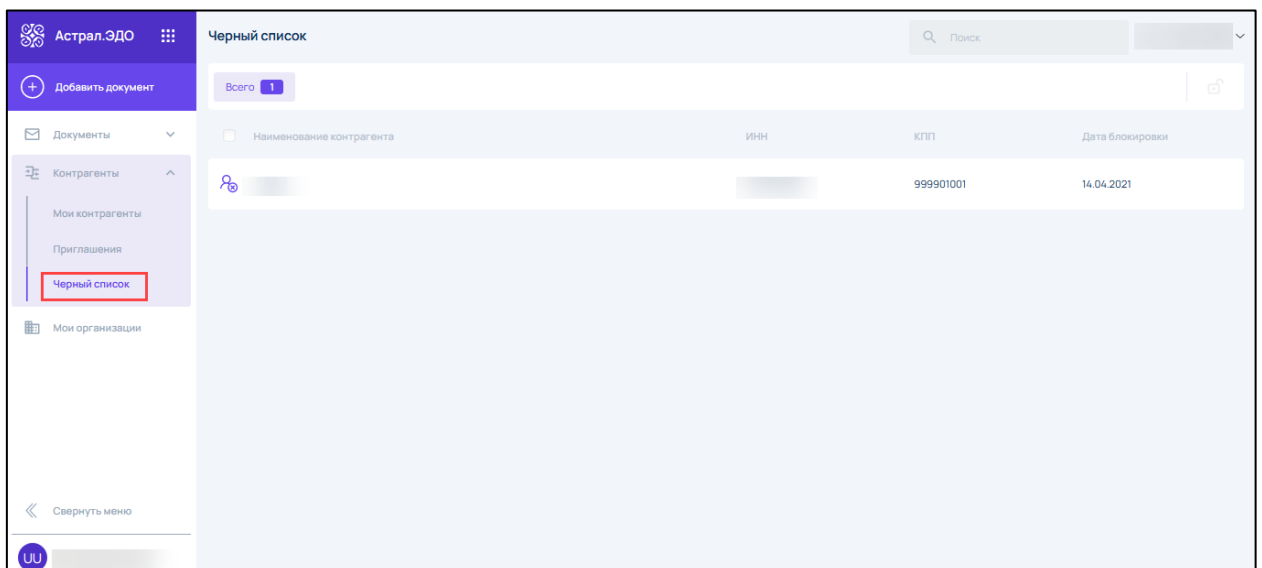 Астрал.ЭДО
Черный список
Поиск
Добавить документ
Всего 1
Документы
Наименование контрагента ИНН КПП Дата блокировки
Контрагенты
999901001 14.04.2021
Мои контрагенты
Приглашения
Черный список
Мои организации
Свернуть меню
UU